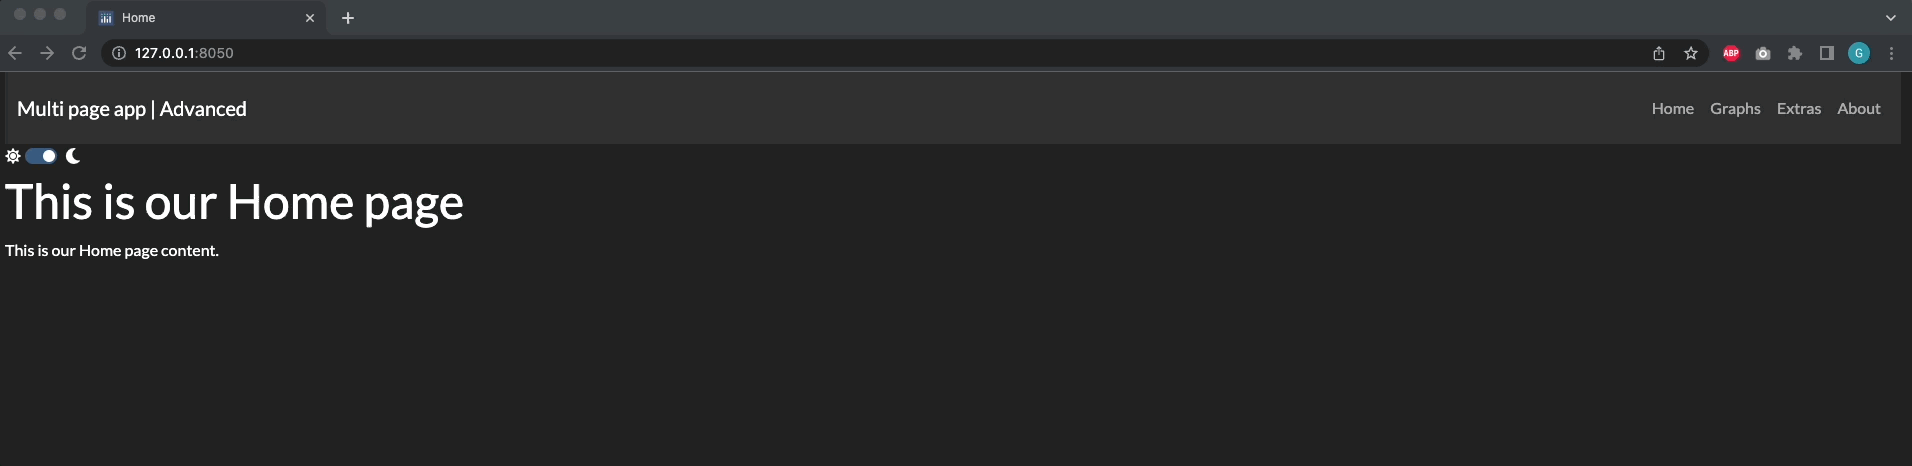 Home
127.0.0.1:8050
ABP
G
Multi page app | Advanced
Home Graphs Extras About
This is our Home page
This is our Home page content.